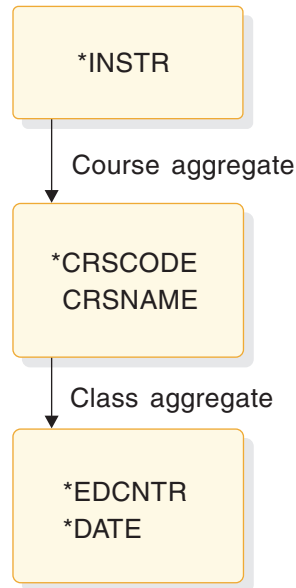 *INSTR
Course aggregate
*CRSCODE
CRSNAME
Class aggregate
*EDCNTR
*DATE